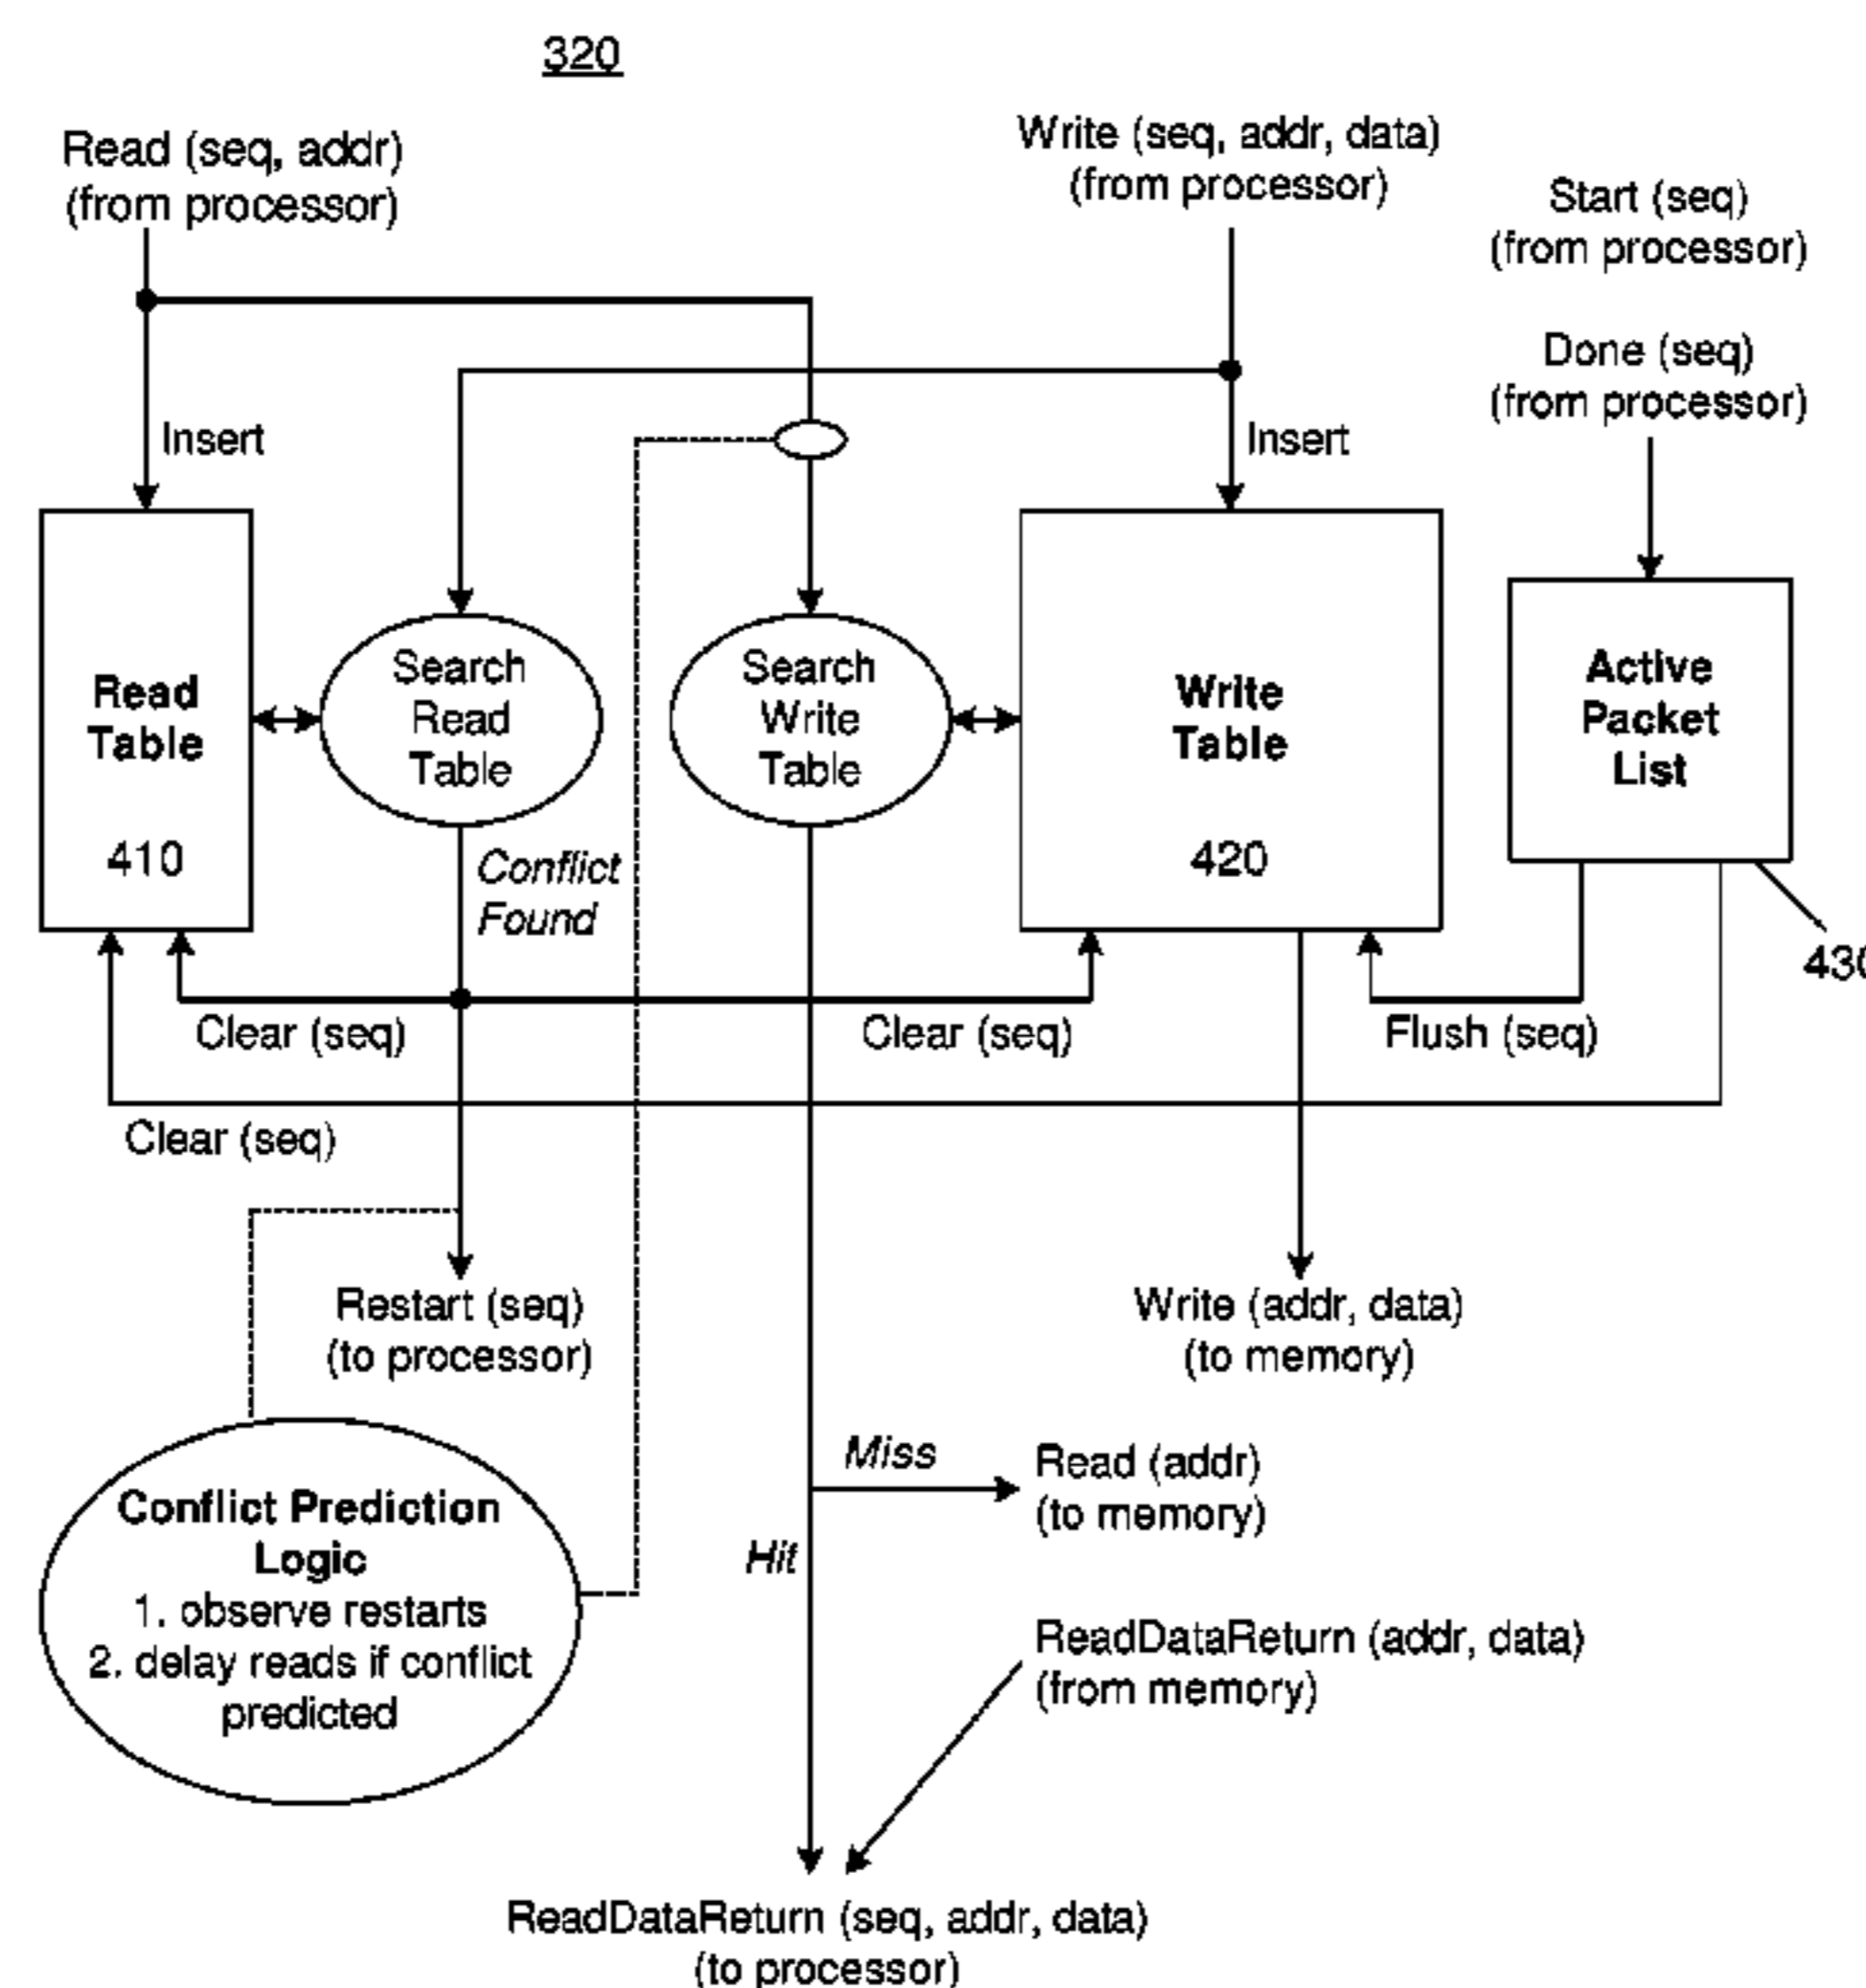 320
Read (seq, addr)
(from processor)
Write (seq, addr, data)
(from processor)
Start (seq)
(from processor)
Done (seq)
(from processor)
Insert
Insert
Read
Table
410
Search
Read
Table
Search
Write
Table
Write
Table
420
Active
Packet
List
430
Conflict
Found
Clear (seq)
Clear (seq)
Flush (seq)
Clear (seq)
Restart (seq)
(to processor)
Write (addr, data)
(to memory)
Miss
Read (addr)
(to memory)
Hit
Conflict Prediction
Logic
1. observe restarts
2. delay reads if conflict
predicted
ReadDataReturn (addr, data)
(from memory)
ReadDataReturn (seq, addr, data)
(to processor)